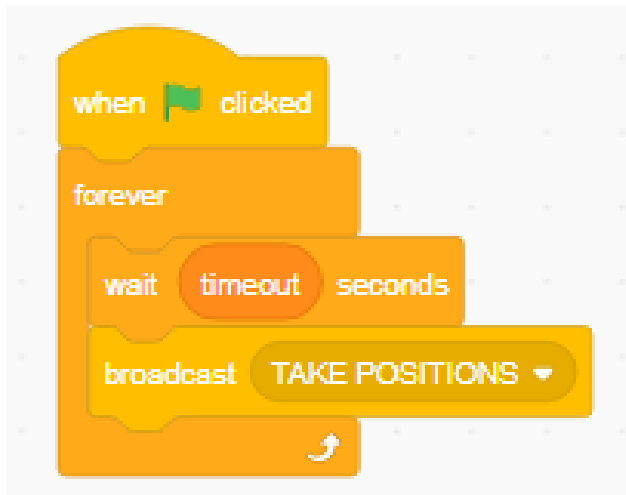 when clicked
forever
wait timeout seconds
broadcast TAKE POSITIONS